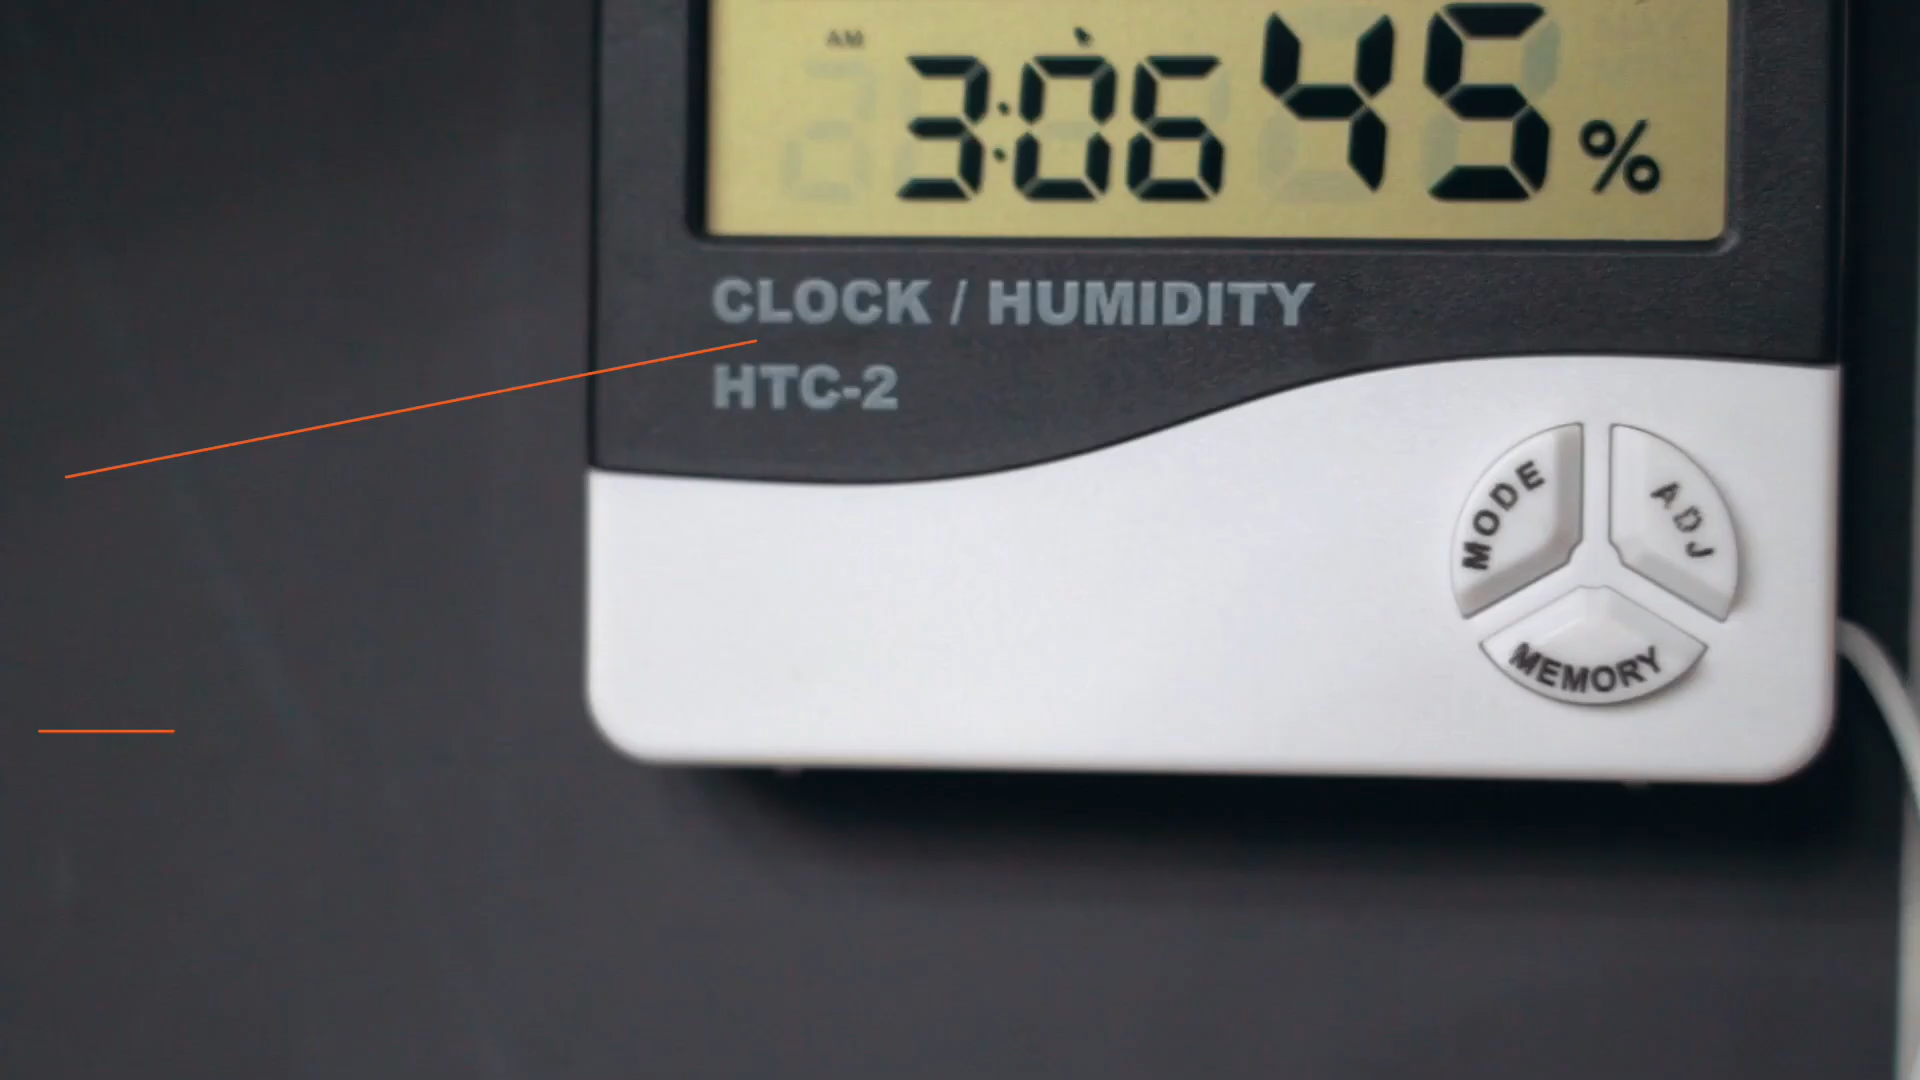 AM
3:06 45 %
CLOCK / HUMIDITY
HTC-2
MODE
ADJ
MEMORY